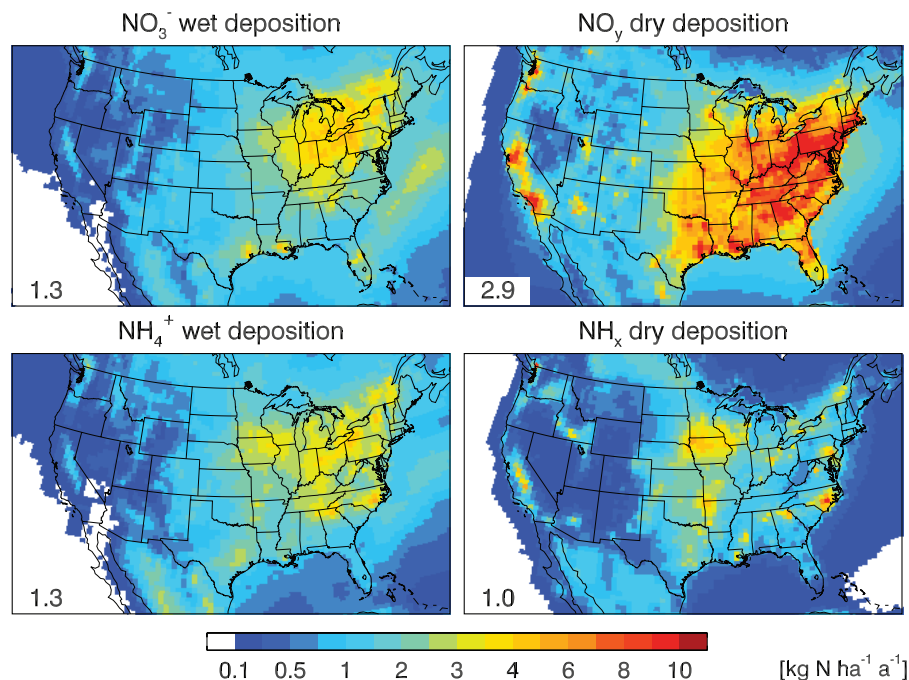 NO₃⁻ wet deposition
NOᵧ dry deposition
1.3
2.9
NH₄⁺ wet deposition
NHₓ dry deposition
1.3
1.0
0.1 0.5 1 2 3 4 6 8 10 [kg N ha⁻¹ a⁻¹]